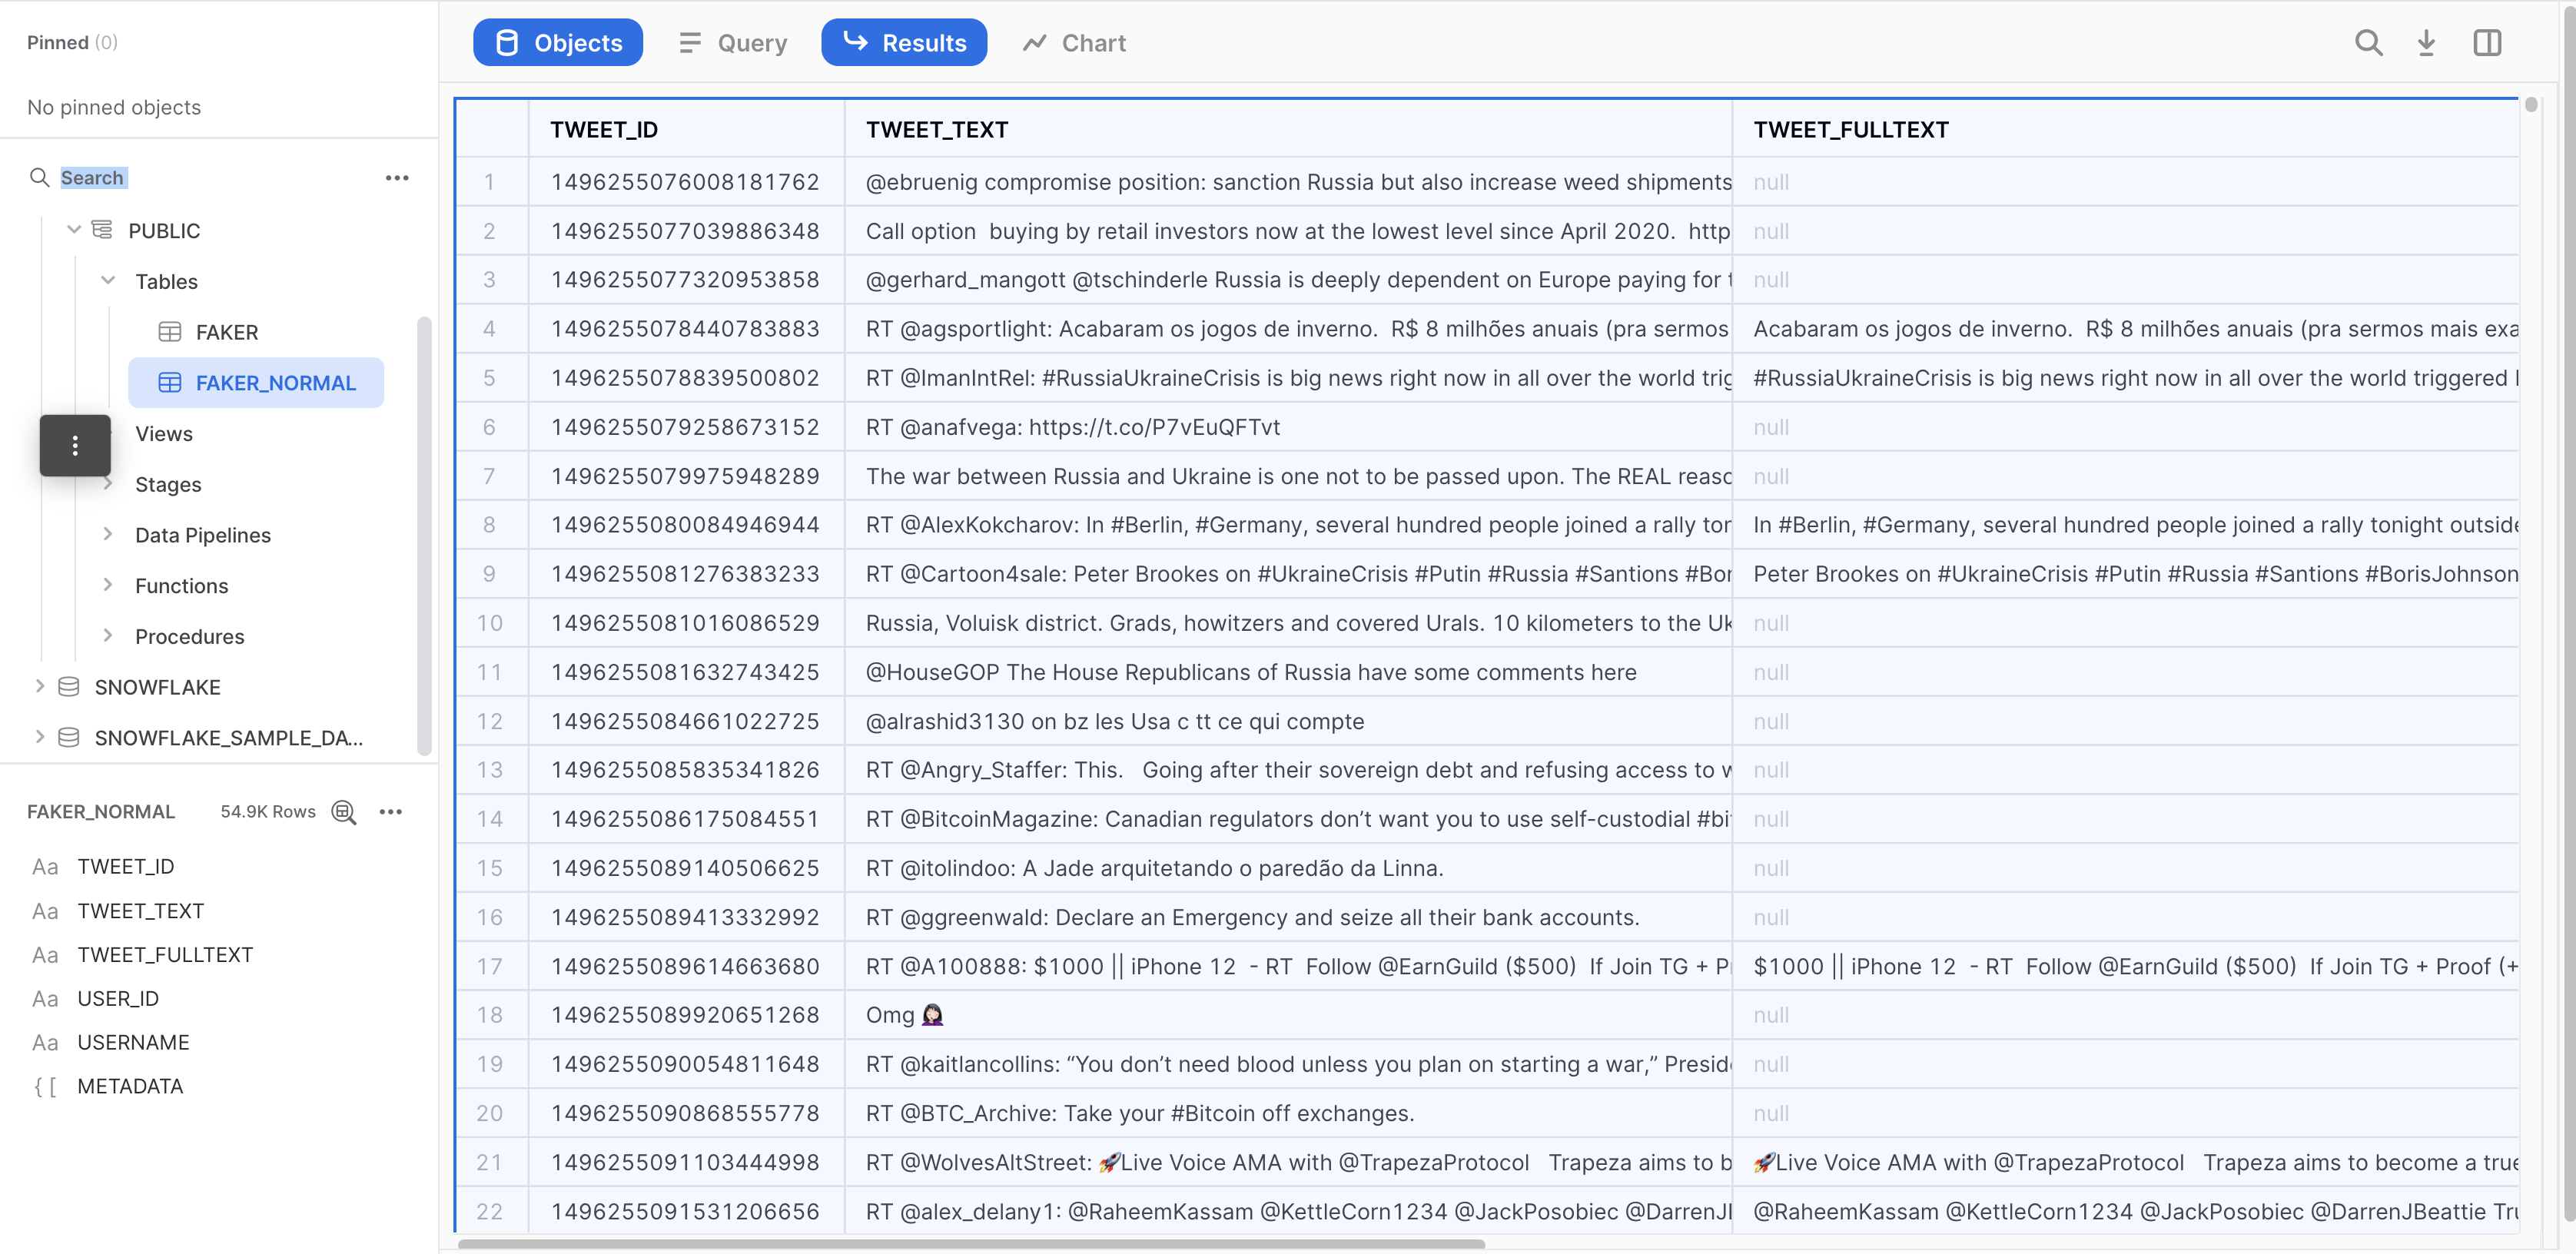 Pinned (0)
No pinned objects
Search
PUBLIC
Tables
FAKER
FAKER_NORMAL
Views
Stages
Data Pipelines
Functions
Procedures
SNOWFLAKE
SNOWFLAKE_SAMPLE_DA...
FAKER_NORMAL 54.9K Rows
Aa TWEET_ID
Aa TWEET_TEXT
Aa TWEET_FULLTEXT
Aa USER_ID
Aa USERNAME
{[ METADATA
Objects Query Results Chart
TWEET_ID TWEET_TEXT TWEET_FULLTEXT
1 1496255076008181762 @ebruenig compromise position: sanction Russia but also increase weed shipments null
2 1496255077039886348 Call option  buying by retail investors now at the lowest level since April 2020.  http null
3 1496255077320953858 @gerhard_mangott @tschinderle Russia is deeply dependent on Europe paying for null
4 1496255078440783883 RT @agsportlight: Acabaram os jogos de inverno.  R$ 8 milhões anuais (pra sermos Acabaram os jogos de inverno.  R$ 8 milhões anuais (pra sermos mais exa
5 1496255078839500802 RT @ImanIntRel: #RussiaUkraineCrisis is big news right now in all over the world trig #RussiaUkraineCrisis is big news right now in all over the world triggered
6 1496255079258673152 RT @anafvega: https://t.co/P7vEuQFTvt null
7 1496255079975948289 The war between Russia and Ukraine is one not to be passed upon. The REAL reaso null
8 1496255080084946944 RT @AlexKokcharov: In #Berlin, #Germany, several hundred people joined a rally ton In #Berlin, #Germany, several hundred people joined a rally tonight outside
9 1496255081276383233 RT @Cartoon4sale: Peter Brookes on #UkraineCrisis #Putin #Russia #Santions #Bor Peter Brookes on #UkraineCrisis #Putin #Russia #Santions #BorisJohnson
10 1496255081016086529 Russia, Voluisk district. Grads, howitzers and covered Urals. 10 kilometers to the Uk null
11 1496255081632743425 @HouseGOP The House Republicans of Russia have some comments here null
12 1496255084661022725 @alrashid3130 on bz les Usa c tt ce qui compte null
13 1496255085835341826 RT @Angry_Staffer: This.   Going after their sovereign debt and refusing access to w null
14 1496255086175084551 RT @BitcoinMagazine: Canadian regulators don’t want you to use self-custodial #bi null
15 1496255089140506625 RT @itolindoo: A Jade arquitetando o paredão da Linna. null
16 1496255089413332992 RT @ggreenwald: Declare an Emergency and seize all their bank accounts. null
17 1496255089614663680 RT @A100888: $1000 || iPhone 12  - RT  Follow @EarnGuild ($500)  If Join TG + P $1000 || iPhone 12  - RT  Follow @EarnGuild ($500)  If Join TG + Proof (+
18 1496255089920651268 Omg 🤦🏻‍♀️ null
19 1496255090054811648 RT @kaitlancollins: “You don’t need blood unless you plan on starting a war,” Presid null
20 1496255090868555778 RT @BTC_Archive: Take your #Bitcoin off exchanges. null
21 1496255091103444998 RT @WolvesAltStreet: 🚀Live Voice AMA with @TrapezaProtocol   Trapeza aims to b 🚀Live Voice AMA with @TrapezaProtocol   Trapeza aims to become a true
22 1496255091531206656 RT @alex_delany1: @RaheemKassam @KettleCorn1234 @JackPosobiec @DarrenJ @RaheemKassam @KettleCorn1234 @JackPosobiec @DarrenJBeattie Tru